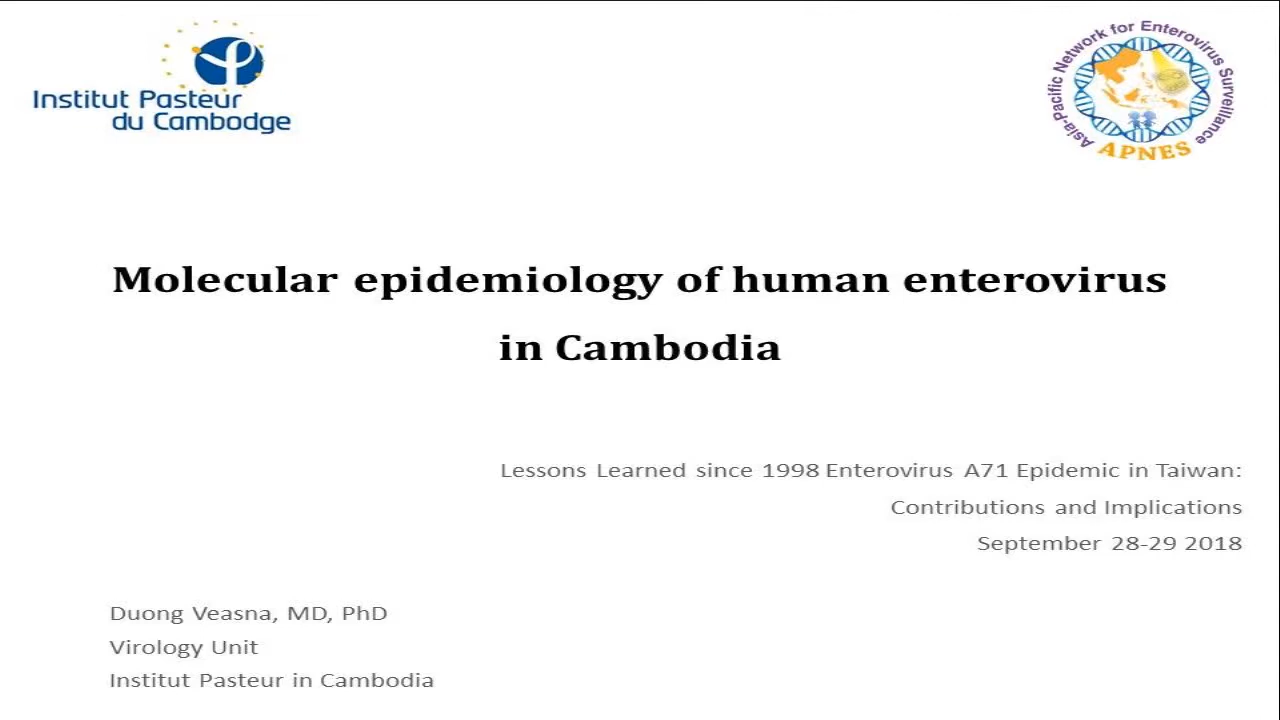 Institut Pasteur
du Cambodge
Asia-Pacific Network for Enterovirus Surveillance
APNES
Molecular epidemiology of human enterovirus
in Cambodia
Lessons Learned since 1998 Enterovirus A71 Epidemic in Taiwan:
Contributions and Implications
September 28-29 2018
Duong Veasna, MD, PhD
Virology Unit
Institut Pasteur in Cambodia